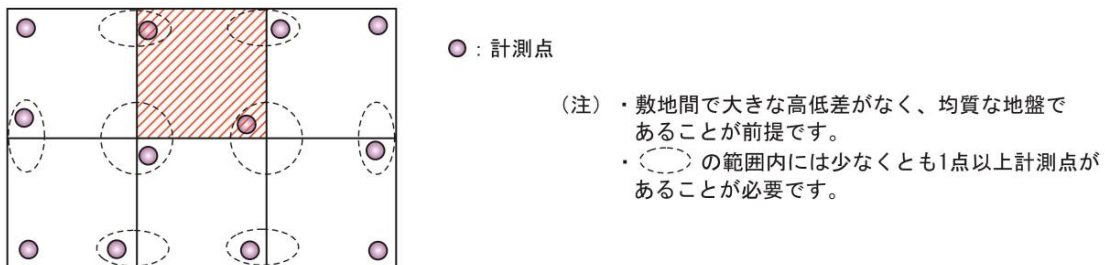 ：計測点
（注）・敷地間で大きな高低差がなく、均質な地盤で
あることが前提です。
・ の範囲内には少なくとも1点以上計測点が
あることが必要です。